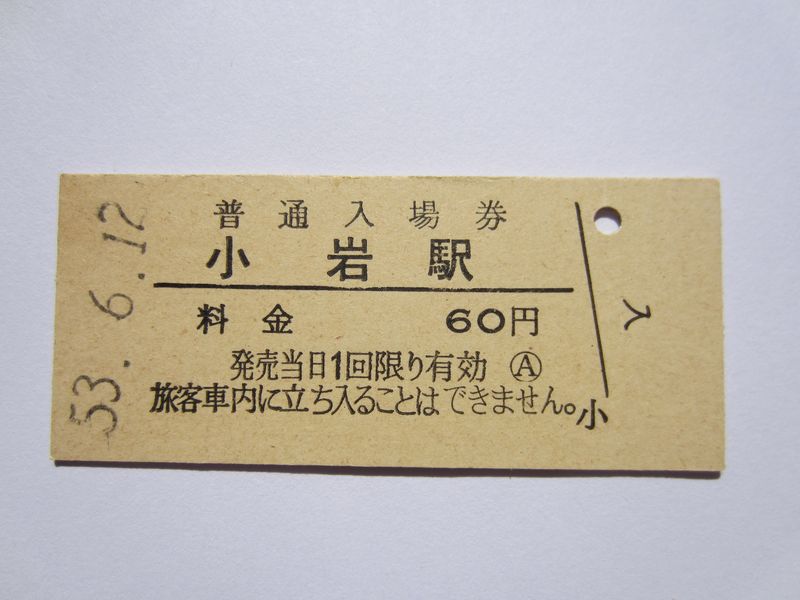 53. 6. 12
普通入場券
小岩駅
料金 60円
発売当日1回限り有効 Ⓐ
旅客車内に立ち入ることはできません。
小
入